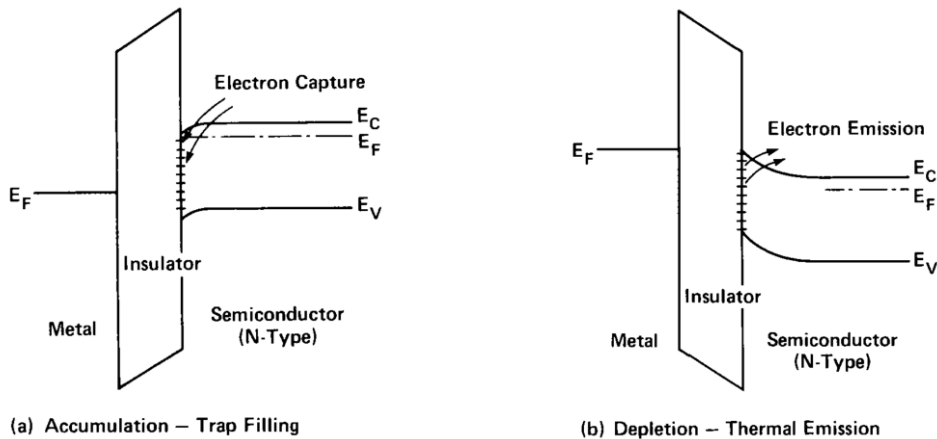 Electron Capture
E_C
E_F
E_F
E_V
Insulator
Metal
Semiconductor
(N-Type)
(a) Accumulation — Trap Filling
Electron Emission
E_F
E_C
E_F
E_V
Insulator
Metal
Semiconductor
(N-Type)
(b) Depletion — Thermal Emission